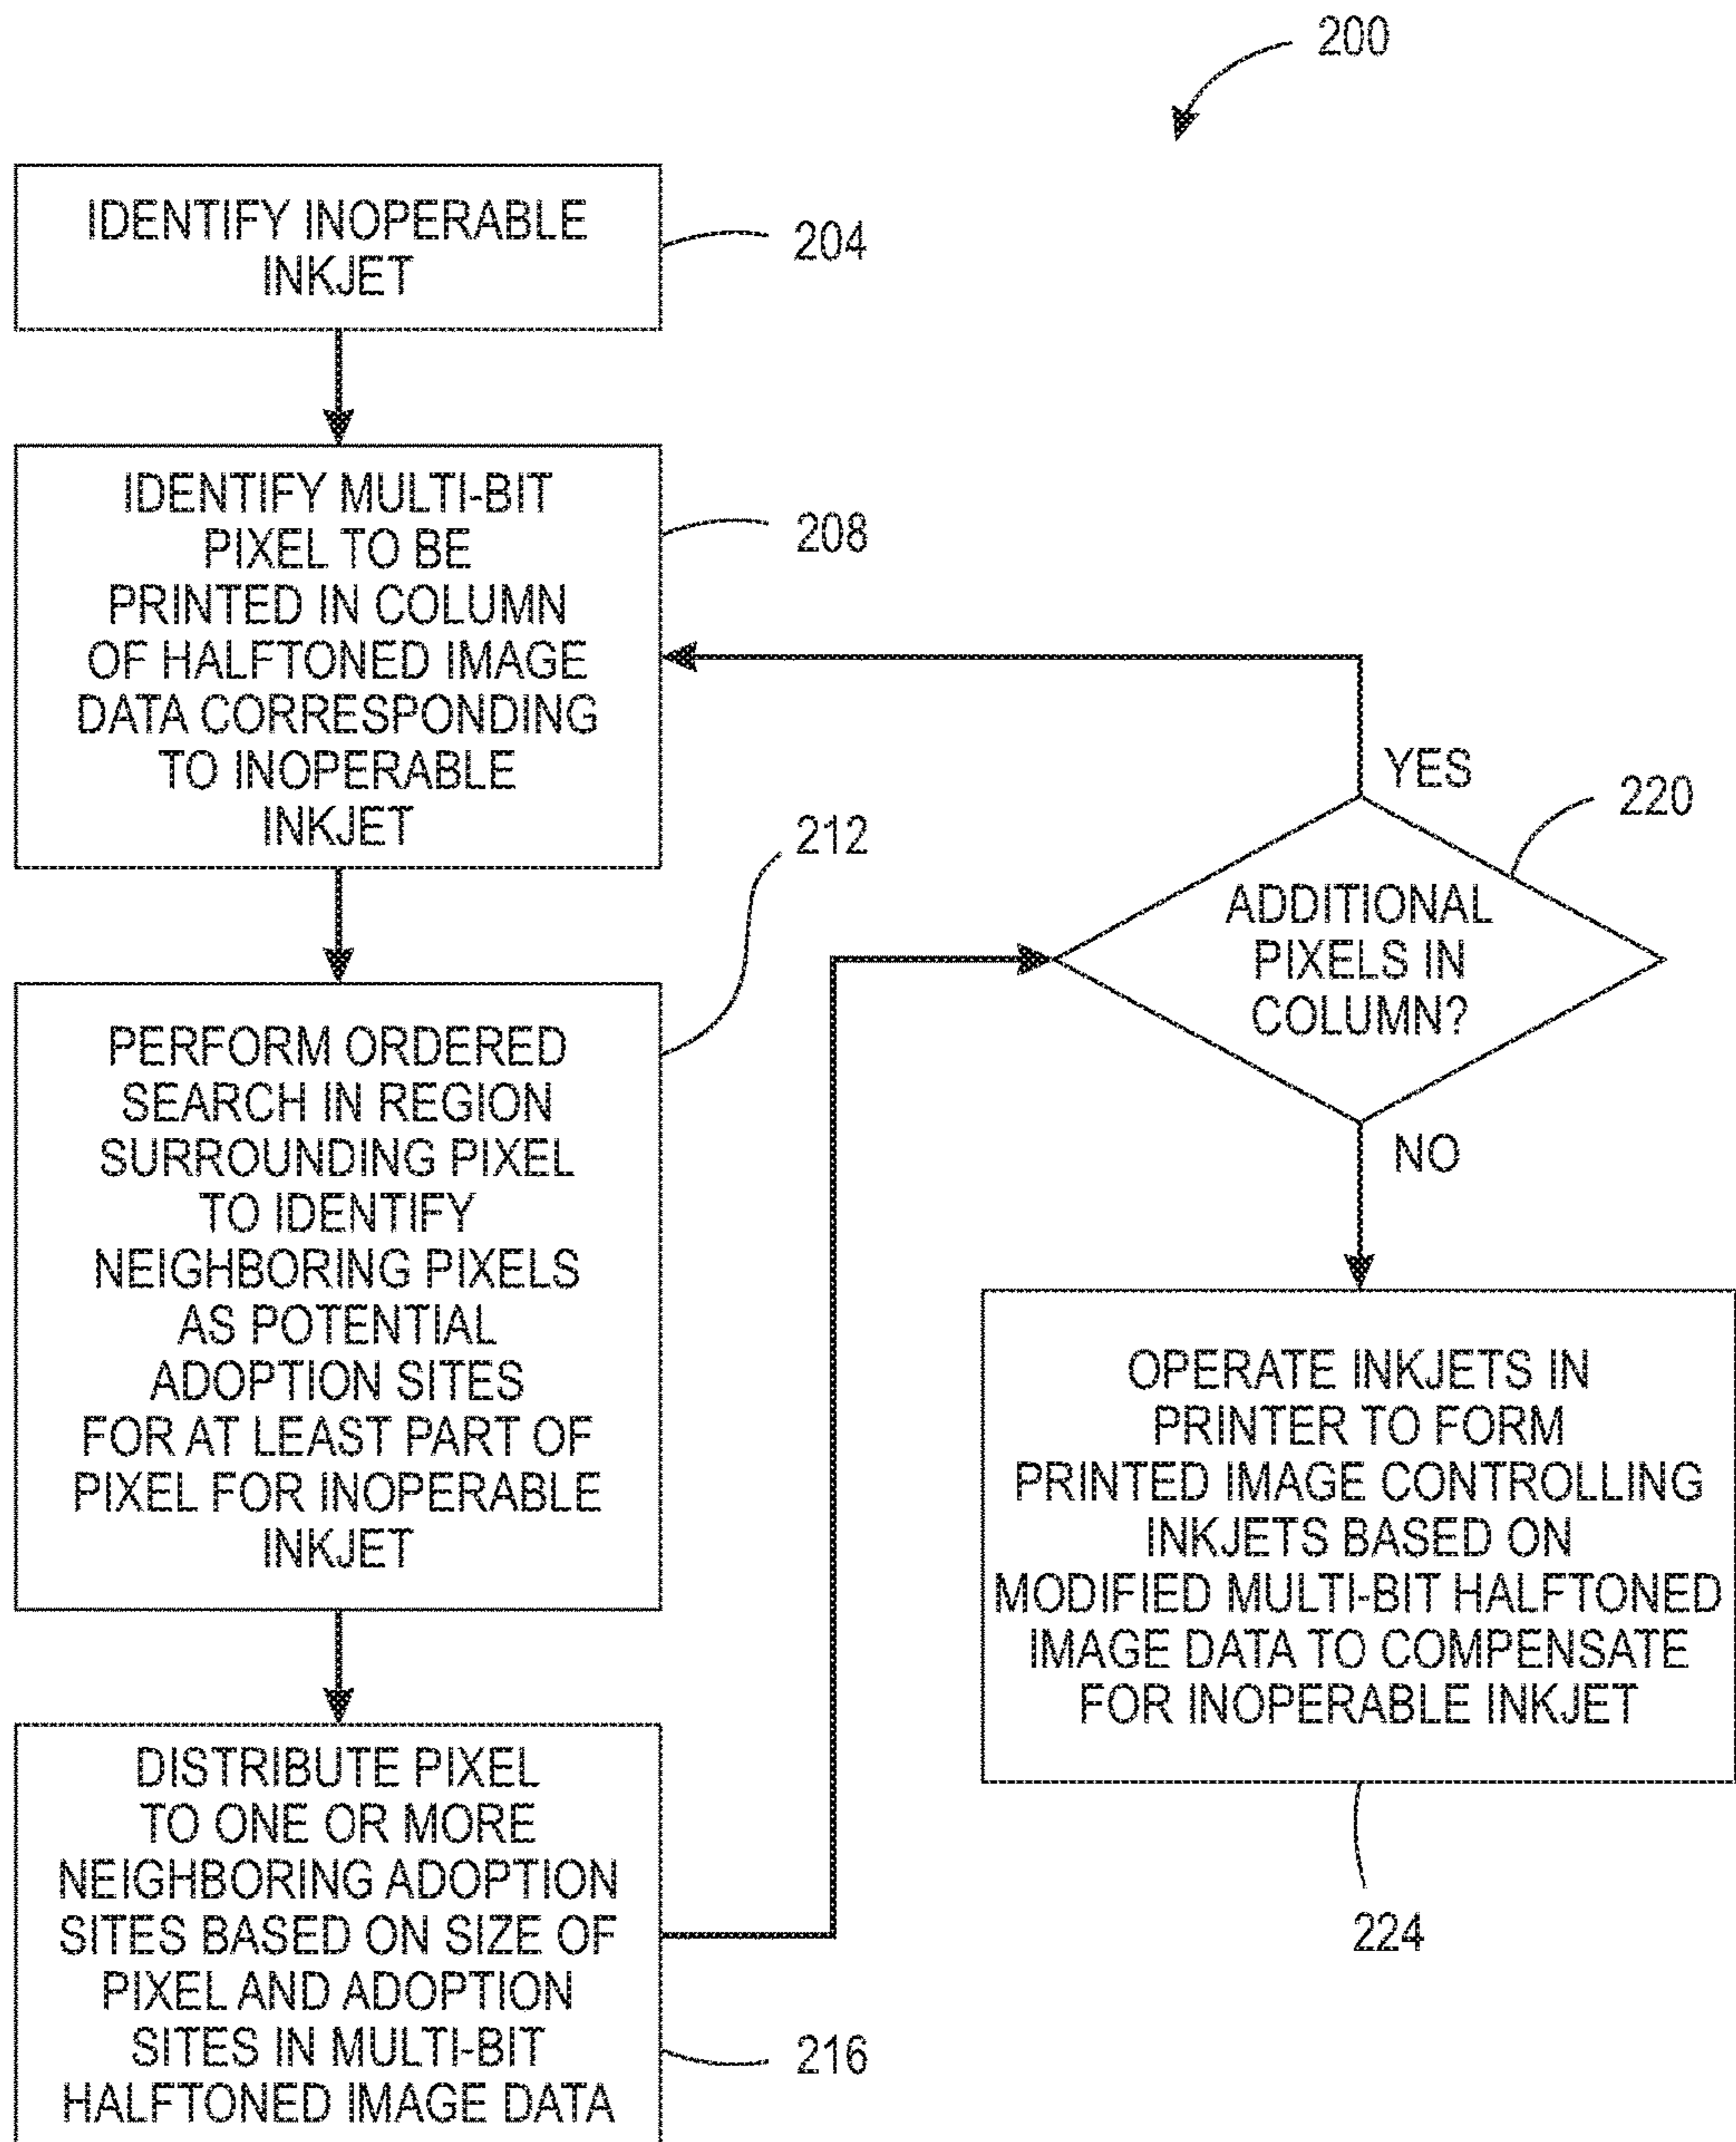 200
IDENTIFY INOPERABLE
INKJET
204
IDENTIFY MULTI-BIT
PIXEL TO BE
PRINTED IN COLUMN
OF HALFTONED IMAGE
DATA CORRESPONDING
TO INOPERABLE
INKJET
208
PERFORM ORDERED
SEARCH IN REGION
SURROUNDING PIXEL
TO IDENTIFY
NEIGHBORING PIXELS
AS POTENTIAL
ADOPTION SITES
FOR AT LEAST PART OF
PIXEL FOR INOPERABLE
INKJET
212
DISTRIBUTE PIXEL
TO ONE OR MORE
NEIGHBORING ADOPTION
SITES BASED ON SIZE OF
PIXEL AND ADOPTION
SITES IN MULTI-BIT
HALFTONED IMAGE DATA
216
YES
220
ADDITIONAL
PIXELS IN
COLUMN?
NO
OPERATE INKJETS IN
PRINTER TO FORM
PRINTED IMAGE CONTROLLING
INKJETS BASED ON
MODIFIED MULTI-BIT HALFTONED
IMAGE DATA TO COMPENSATE
FOR INOPERABLE INKJET
224